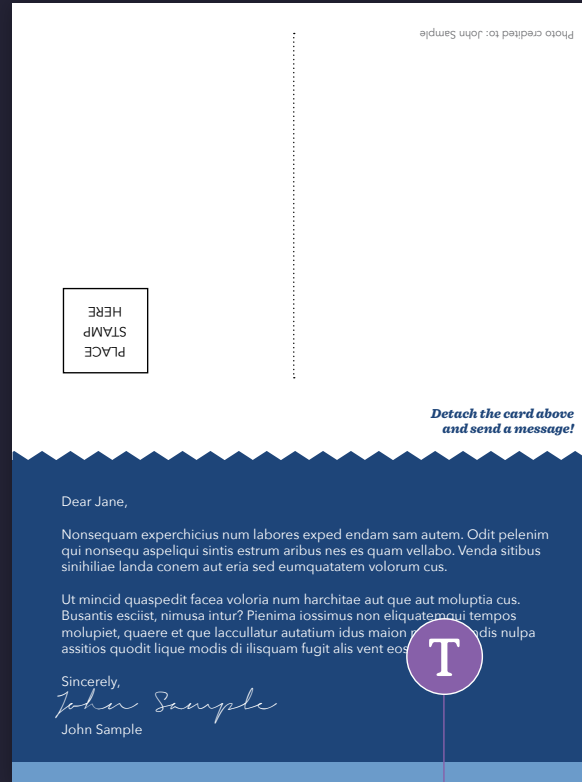 Photo credited to: John Sample
PLACE
STAMP
HERE
Detach the card above
and send a message!
Dear Jane,
Nonsequam experchicius num labores exped endam sam autem. Odit pelenim
qui nonsequ aspeliqui sintis estrum aribus nes es quam vellabo. Venda sitibus
sinihiliae landa conem aut eria sed eumquatatem volorum cus.
Ut mincid quaspedit facea voloria num harchitae aut que aut moluptia cus.
Busantis esciist, nimusa intur? Pienima iossimus non eliquatemqui tempos
molupiet, quaere et que laccullatur autatium idus maion nulpa
assitios quodit lique modis di ilisquam fugit alis vent eos
T
Sincerely,
John Sample
John Sample